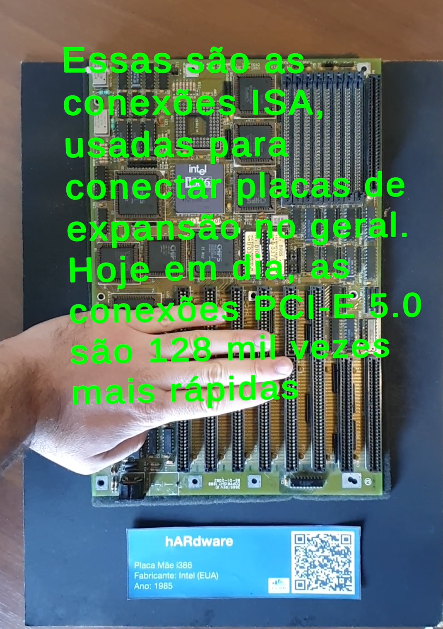 Essas são as
conexões ISA,
usadas para
conectar placas de
expansão no geral.
Hoje em dia, as
conexões PCI-E 5.0
são 128 mil vezes
mais rápidas
intel
hARdware
Placa Mãe i386
Fabricante: Intel (EUA)
Ano: 1985